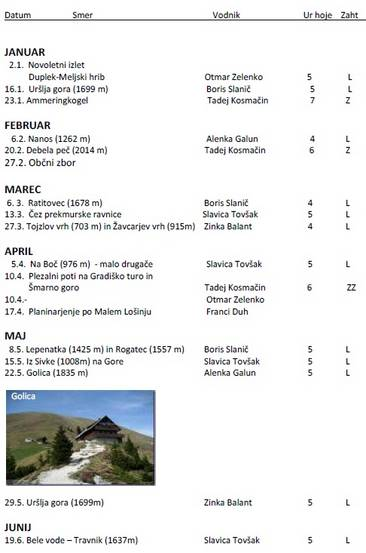 Datum Smer Vodnik Ur hoje Zaht
JANUAR
2.1. Novoletni izlet
Duplek-Meljski hrib Otmar Zelenko 5 L
16.1. Uršlja gora (1699 m) Boris Slanič 5 L
23.1. Ammeringkogel Tadej Kosmačin 7 Z
FEBRUAR
6.2. Nanos (1262 m) Alenka Galun 4 L
20.2. Debela peč (2014 m) Tadej Kosmačin 6 Z
27.2. Občni zbor
MAREC
6. 3. Ratitovec (1678 m) Boris Slanič 4 L
13.3. Čez prekmurske ravnice Slavica Tovšak 5 L
27.3. Tojzlov vrh (703 m) in Žavcarjev vrh (915m) Zinka Balant 4 L
APRIL
5.4. Na Boč (976 m) - malo drugače Slavica Tovšak 5 L
10.4. Plezalni poti na Gradiško turo in
Šmarno goro Tadej Kosmačin 6 ZZ
10.4.- Otmar Zelenko
17.4. Planinarjenje po Malem Lošinju Franci Duh
MAJ
8.5. Lepenatka (1425 m) in Rogatec (1557 m) Boris Slanič 5 L
15.5. Iz Sivke (1008m) na Gore Slavica Tovšak 5 L
22.5. Golica (1835 m) Alenka Galun 5 L
Golica
29.5. Uršlja gora (1699m) Zinka Balant 5 L
JUNIJ
19.6. Bele vode – Travnik (1637m) Slavica Tovšak 5 L